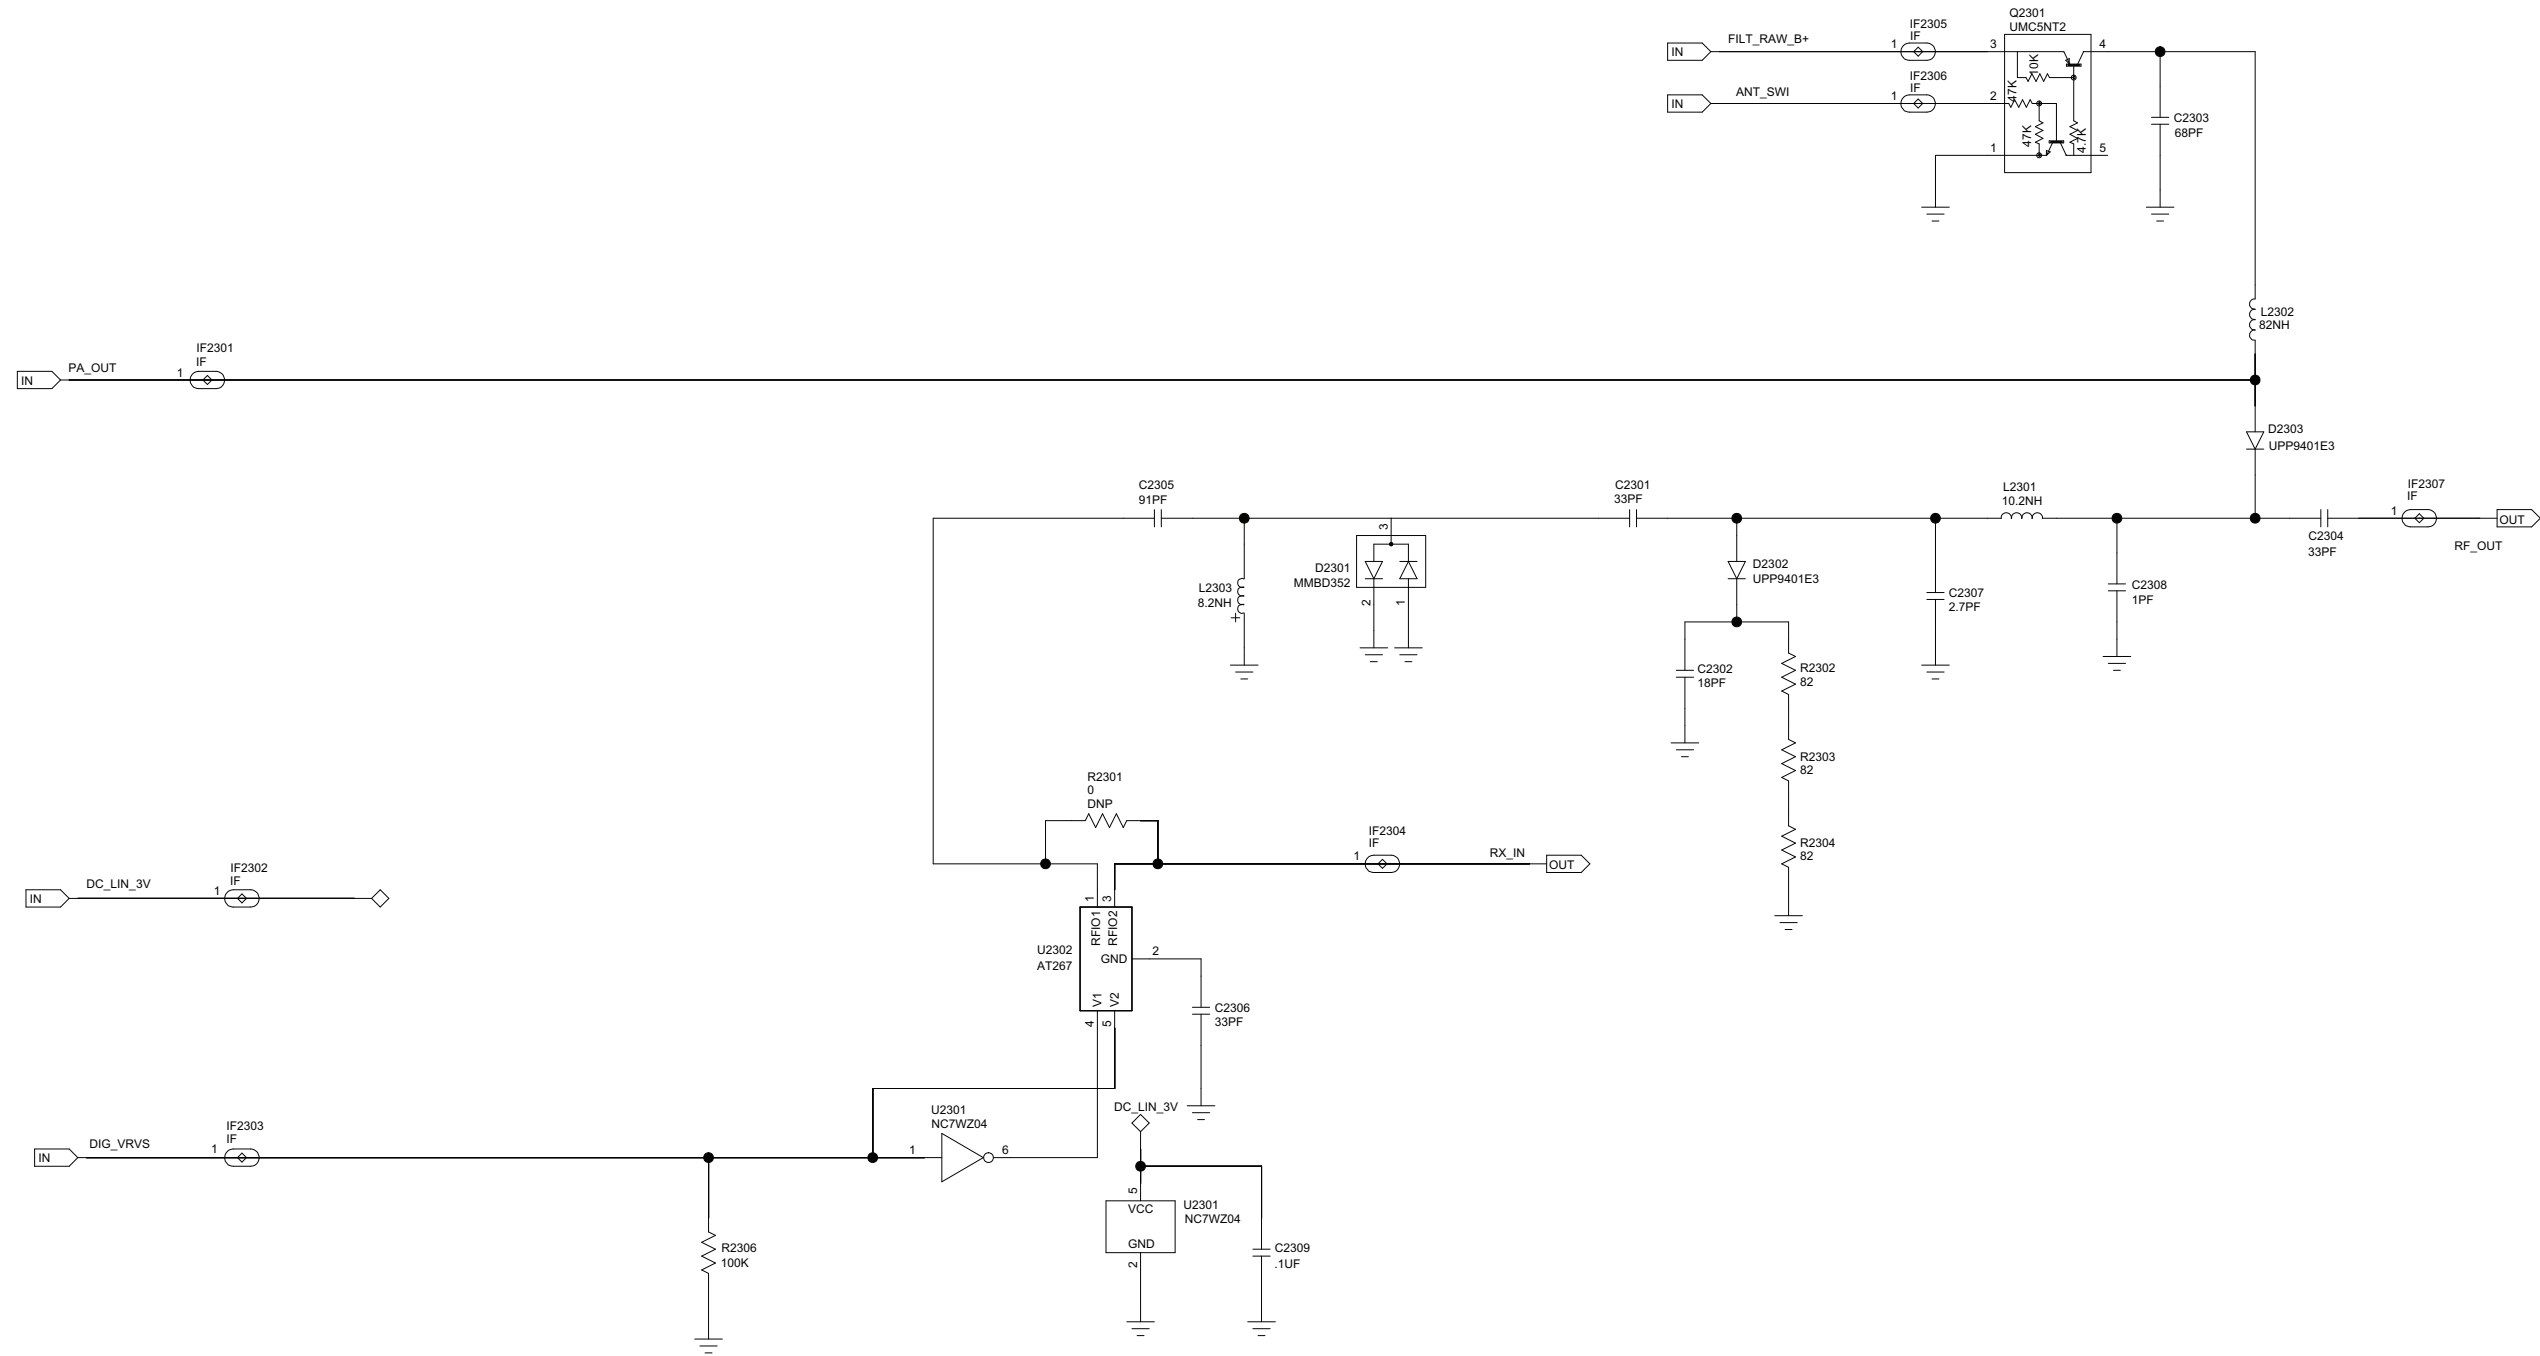 Q2301
UMC5NT2
IF2305
IF
IN
FILT_RAW_B+
1
3
4
10K
IF2306
IF
IN
ANT_SWI
1
2
47K
47K
4.7K
1
5
C2303
68PF
L2302
82NH
IF2301
IF
IN
PA_OUT
1
D2303
UPP9401E3
C2305
91PF
C2301
33PF
L2301
10.2NH
IF2307
IF
1
OUT
RF_OUT
C2304
33PF
3
D2301
MMBD352
2
1
L2303
8.2NH
+
D2302
UPP9401E3
C2307
2.7PF
C2308
1PF
C2302
18PF
R2302
82
R2303
82
R2304
82
R2301
0
DNP
IF2304
IF
1
RX_IN
OUT
IF2302
IF
IN
DC_LIN_3V
1
1
3
RFIO1
RFIO2
U2302
AT267
GND
2
V1
V2
4
5
C2306
33PF
DC_LIN_3V
IF2303
IF
IN
DIG_VRVS
1
U2301
NC7WZ04
1
6
5
VCC
GND
2
U2301
NC7WZ04
C2309
.1UF
R2306
100K